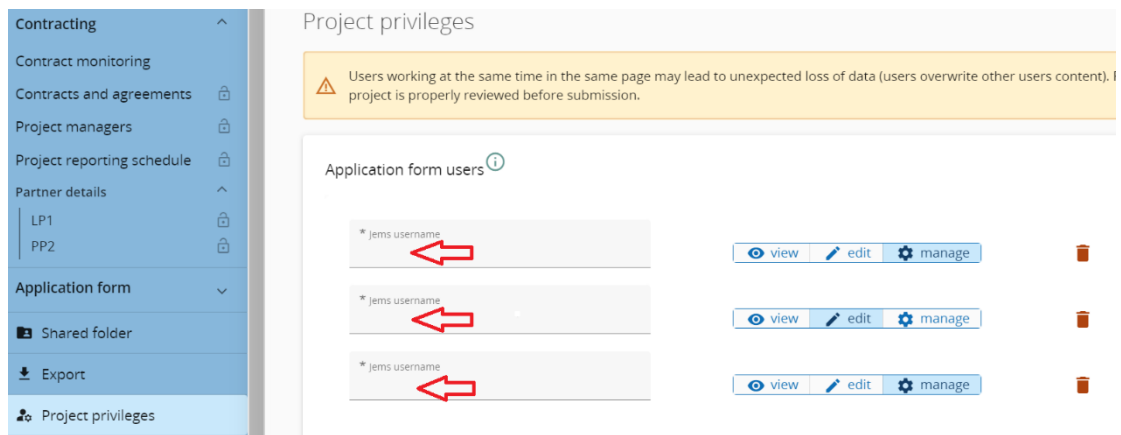 Contracting
Contract monitoring
Contracts and agreements
Project managers
Project reporting schedule
Partner details
LP1
PP2
Application form
Shared folder
Export
Project privileges
Project privileges
Users working at the same time in the same page may lead to unexpected loss of data (users overwrite other users content).
project is properly reviewed before submission.
Application form users
* Jems username
view edit manage
* Jems username
view edit manage
* Jems username
view edit manage